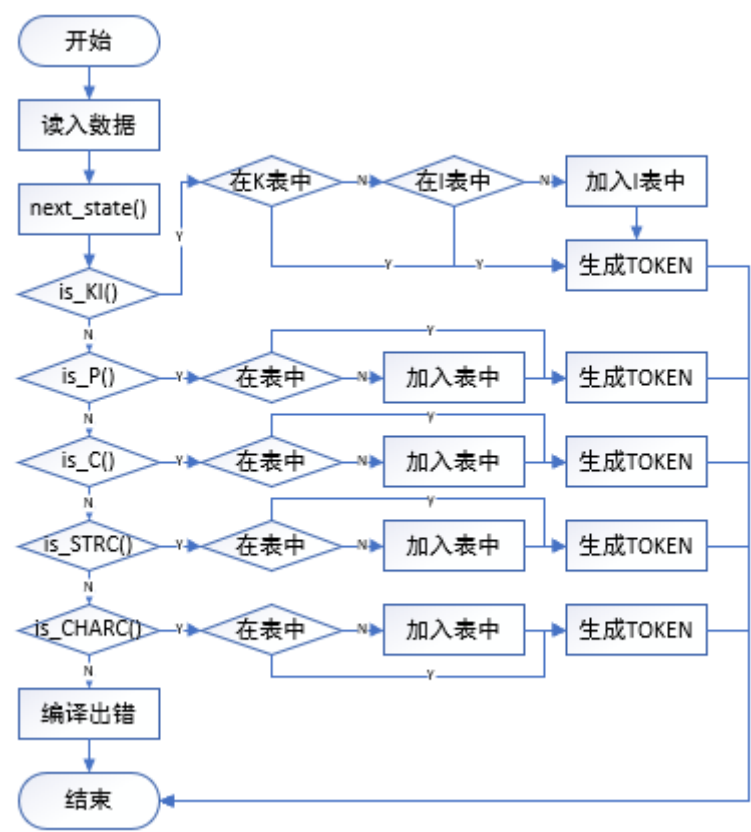 开始
读入数据
next_state()
is_KI()
Y
在K表中
N
在I表中
N
加入I表中
Y
Y
生成TOKEN
N
is_P()
Y
在表中
N
加入表中
Y
生成TOKEN
N
is_C()
Y
在表中
N
加入表中
Y
生成TOKEN
N
is_STRC()
Y
在表中
N
加入表中
Y
生成TOKEN
N
is_CHARC()
Y
在表中
N
加入表中
Y
生成TOKEN
N
编译出错
结束